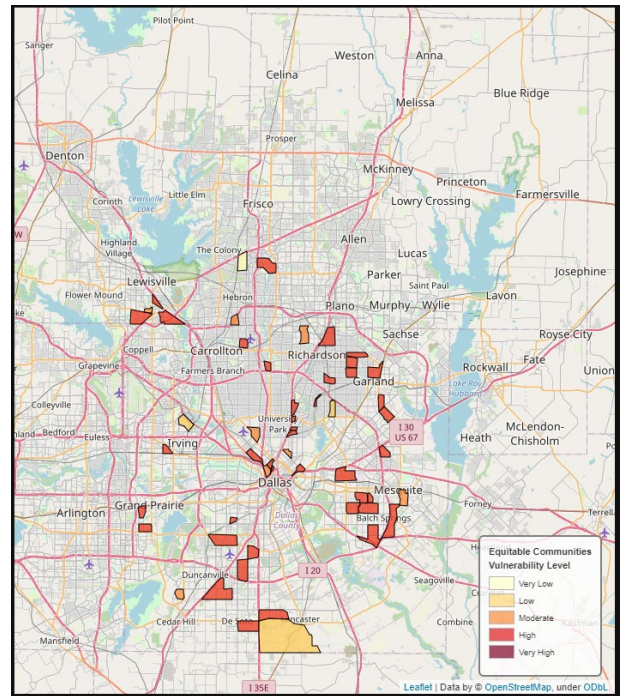 Pilot Point
Sanger
Weston
Anna
Celina
Blue Ridge
Melissa
Prosper
Denton
McKinney
Princeton
Little Elm
Lewisville
Lake
Corinth
Frisco
Lowry Crossing
Farmersville
W
Highland
Village
The Colony
Allen
Lucas
Lewisville
Parker
Saint Paul
Josephine
Flower Mound
Hebron
Plano
Murphy
Wylie
Lavon
Coppell
Carrollton
Richardson
Sachse
Royse City
Grapevine
Farmers Branch
Garland
Rockwall
Fate
Union
Lake Ray
Hubbard
Colleyville
University
Park
I 30
US 67
McLendon-
Chisholm
Bedford
Euless
Irving
Heath
Dallas
Mesquite
Forney
Terrell
Arlington
Grand Prairie
Dallas
County
Balch Springs
I 20
Seagoville
Duncanville
Combine
Kaufman
Cedar Hill
De Soto
Lancaster
Mansfield
I 35E
Equitable Communities
Vulnerability Level
Very Low
Low
Moderate
High
Very High
Leaflet | Data by © OpenStreetMap, under ODbL.